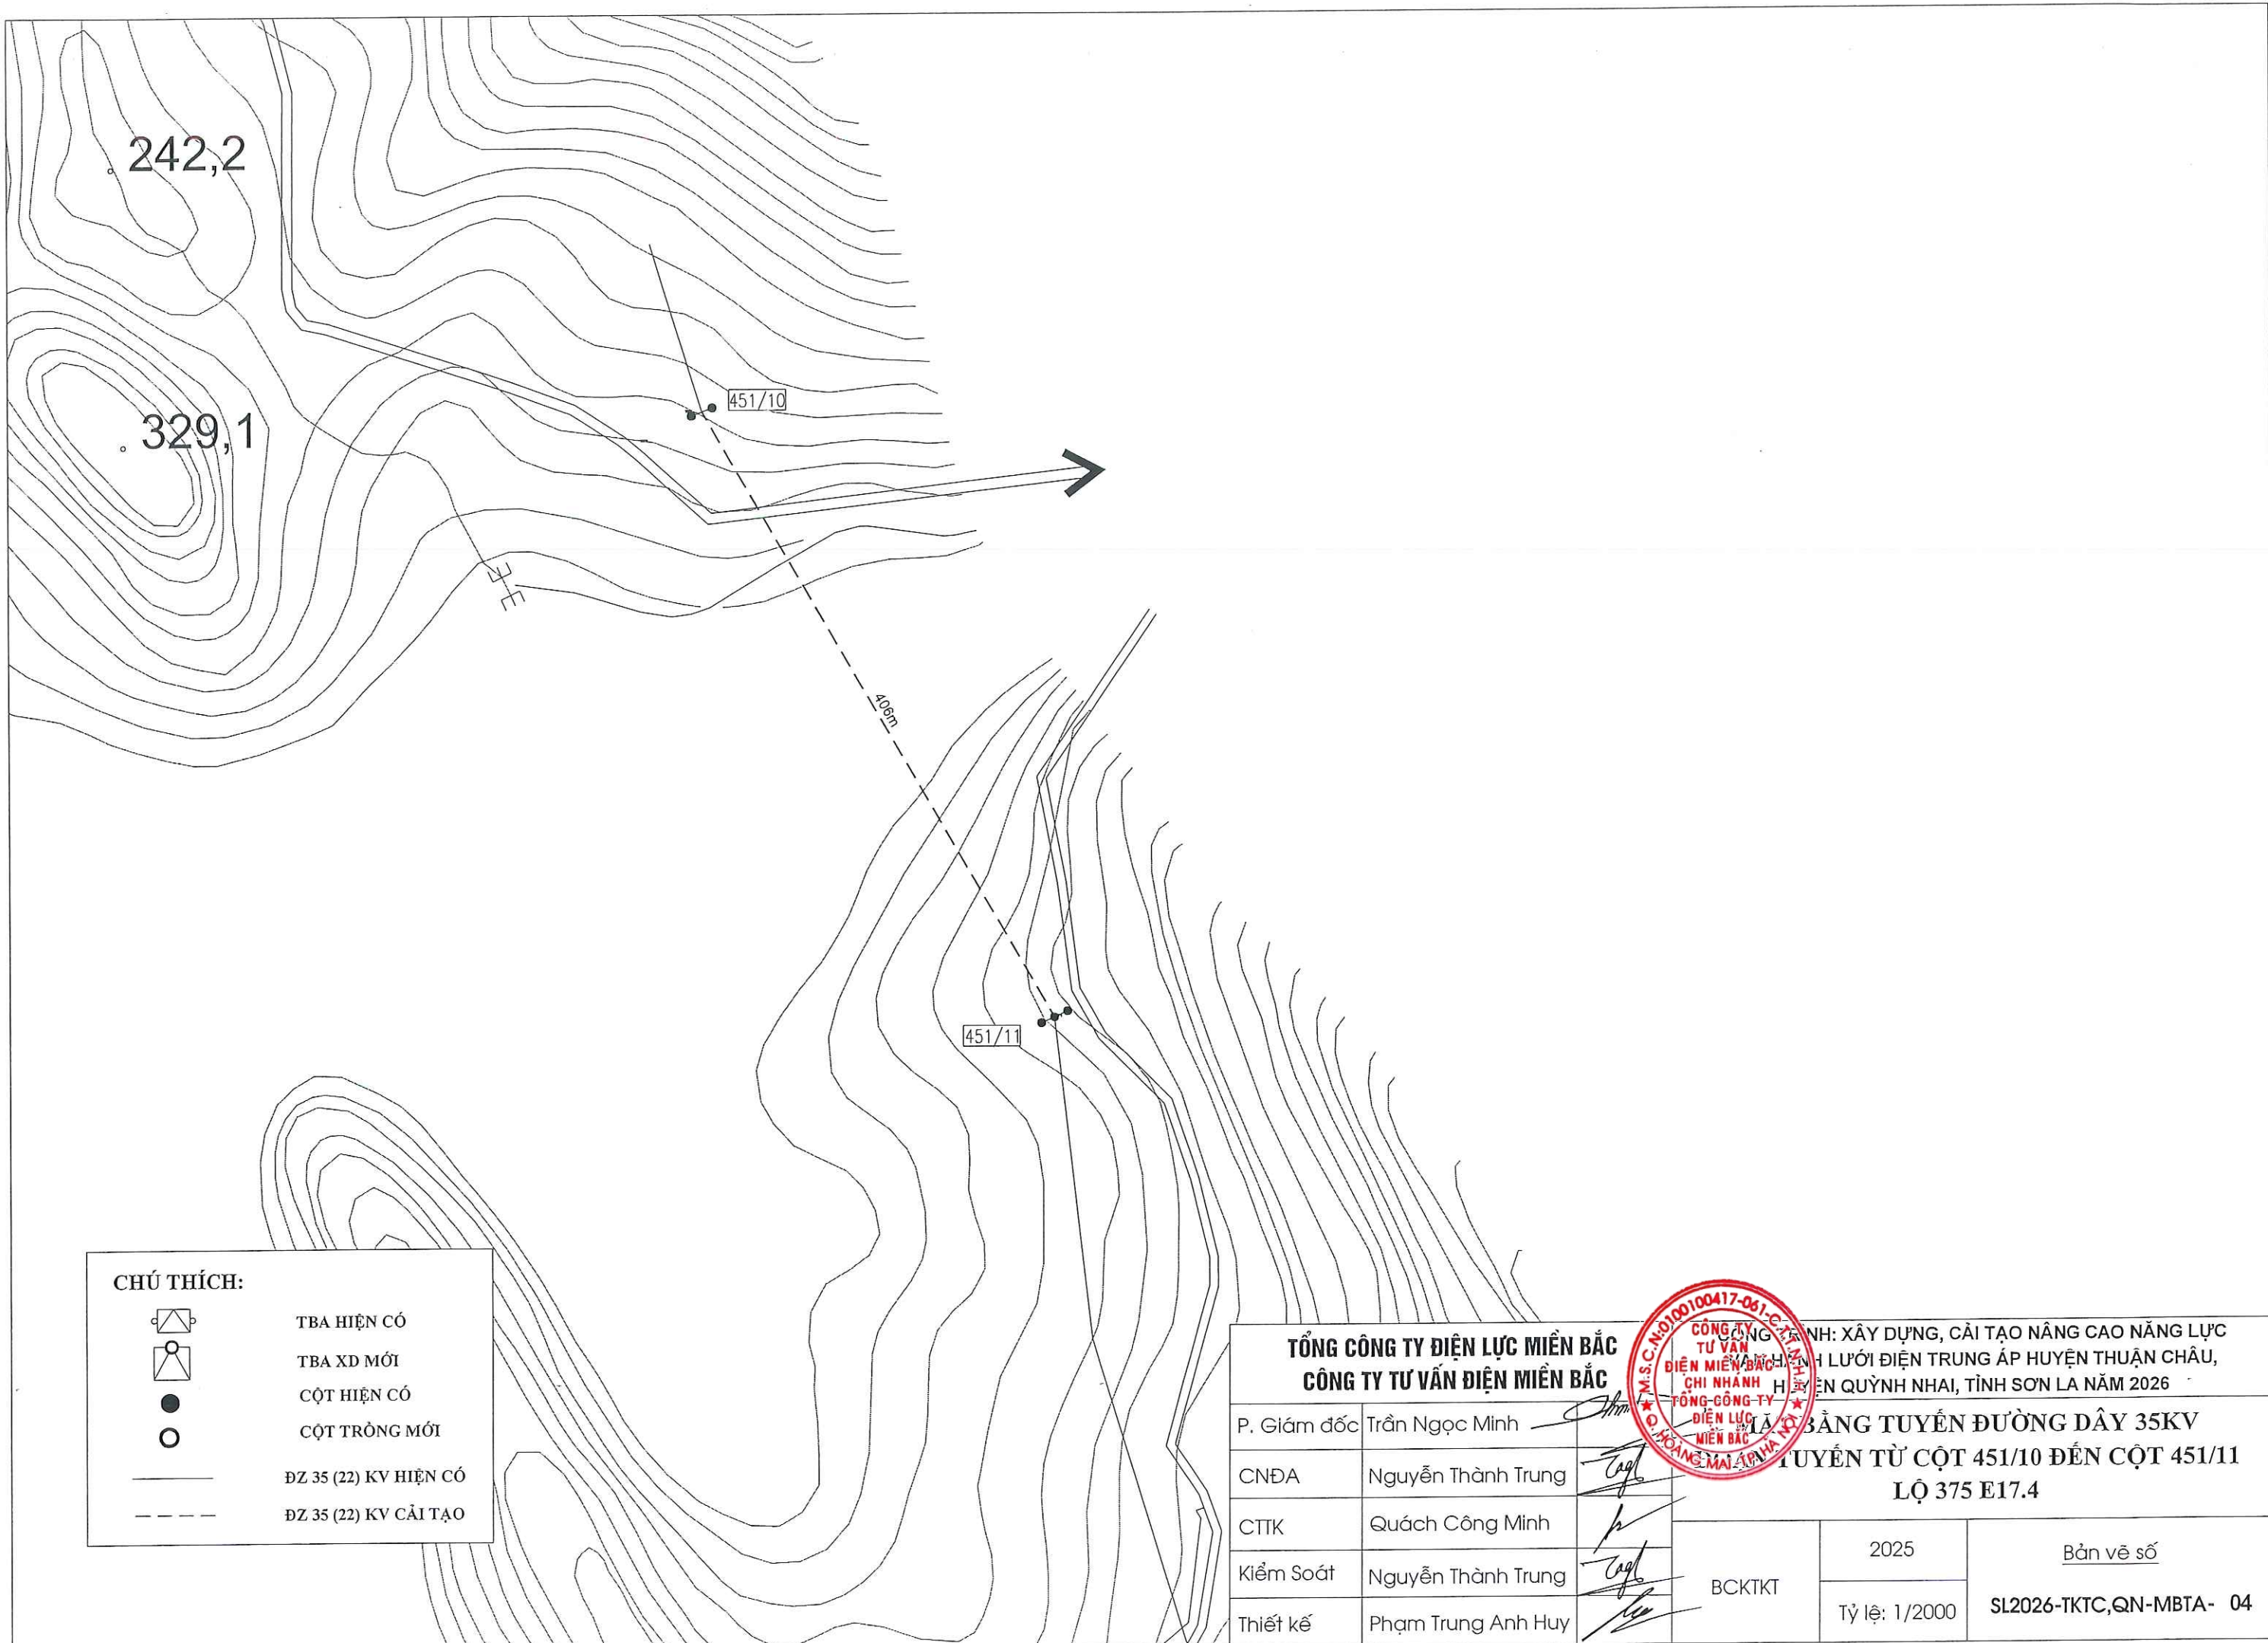 242,2
329,1
451/10
406m
451/11
CHÚ THÍCH:
TBA HIỆN CÓ
TBA XD MỚI
CỘT HIỆN CÓ
CỘT TRỒNG MỚI
ĐZ 35 (22) KV HIỆN CÓ
ĐZ 35 (22) KV CẢI TẠO
TỔNG CÔNG TY ĐIỆN LỰC MIỀN BẮC
CÔNG TY TƯ VẤN ĐIỆN MIỀN BẮC
P. Giám đốc Trần Ngọc Minh
CNĐA Nguyễn Thành Trung
CTTK Quách Công Minh
Kiểm Soát Nguyễn Thành Trung
Thiết kế Phạm Trung Anh Huy
M.S.C.N:0100100417-061-C.T.T.N.H.H
CÔNG TY
TƯ VẤN
ĐIỆN MIỀN BẮC
CHI NHÁNH
TỔNG CÔNG TY
ĐIỆN LỰC
MIỀN BẮC
Q. HOÀNG MAI-TP HÀ NỘI
XÂY DỰNG, CẢI TẠO NÂNG CAO NĂNG LỰC
LƯỚI ĐIỆN TRUNG ÁP HUYỆN THUẬN CHÂU,
QUỲNH NHAI, TỈNH SƠN LA NĂM 2026
BẰNG TUYẾN ĐƯỜNG DÂY 35KV
TUYẾN TỪ CỘT 451/10 ĐẾN CỘT 451/11
LỘ 375 E17.4
BCKTKT
2025
Tỷ lệ: 1/2000
Bản vẽ số
SL2026-TKTC,QN-MBTA- 04